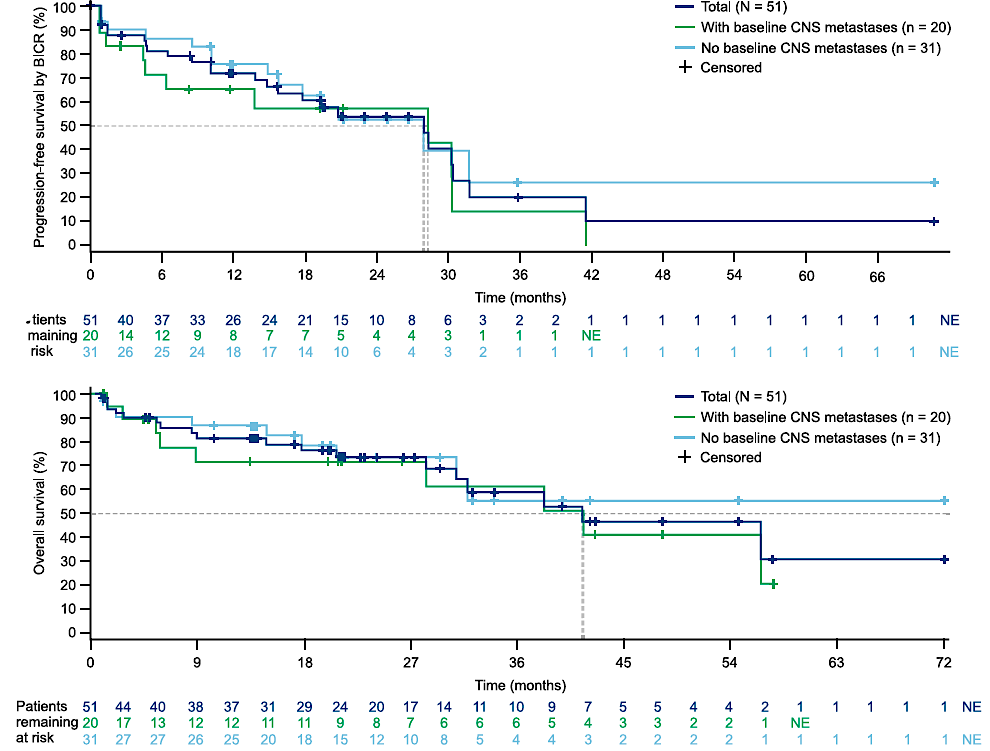 Progression-free survival by BICR (%)
100
90
80
70
60
50
40
30
20
10
0
Total (N = 51)
With baseline CNS metastases (n = 20)
No baseline CNS metastases (n = 31)
Censored
0 6 12 18 24 30 36 42 48 54 60 66
Time (months)
tients 51 40 37 33 26 24 21 15 10 8 6 3 2 2 1 1 1 1 1 1 1 1 1 1 NE
maining 20 14 12 9 8 7 7 5 4 4 3 1 1 1 NE
risk 31 26 25 24 18 17 14 10 6 4 3 2 1 1 1 1 1 1 1 1 1 1 1 1 NE
Overall survival (%)
100
90
80
70
60
50
40
30
20
10
0
Total (N = 51)
With baseline CNS metastases (n = 20)
No baseline CNS metastases (n = 31)
Censored
0 9 18 27 36 45 54 63 72
Time (months)
Patients 51 44 40 38 37 31 29 24 20 17 14 11 10 9 7 5 5 4 4 2 1 1 1 1 1 NE
remaining 20 17 13 12 12 11 11 9 8 7 6 6 6 5 4 3 3 2 2 1 NE
at risk 31 27 27 26 25 20 18 15 12 10 8 5 4 4 3 2 2 2 2 1 1 1 1 1 1 NE